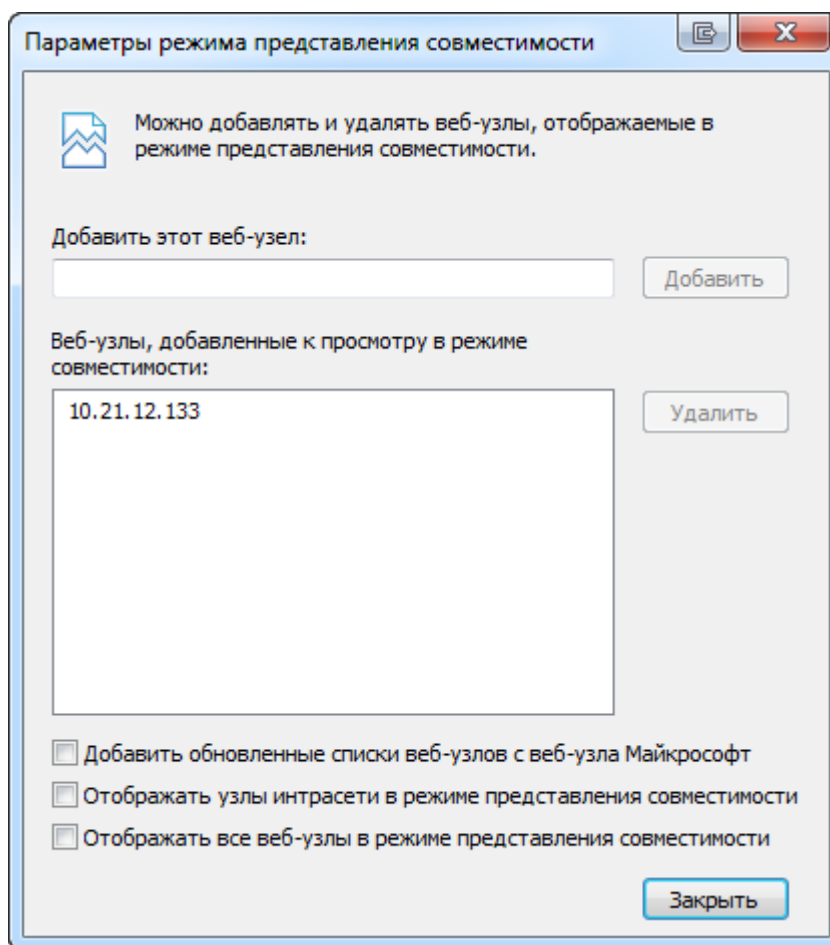 Параметры режима представления совместимости
Можно добавлять и удалять веб-узлы, отображаемые в
режиме представления совместимости.
Добавить этот веб-узел:
Добавить
Веб-узлы, добавленные к просмотру в режиме
совместимости:
10.21.12.133
Удалить
Добавить обновленные списки веб-узлов с веб-узла Майкрософт
Отображать узлы интрасети в режиме представления совместимости
Отображать все веб-узлы в режиме представления совместимости
Закрыть